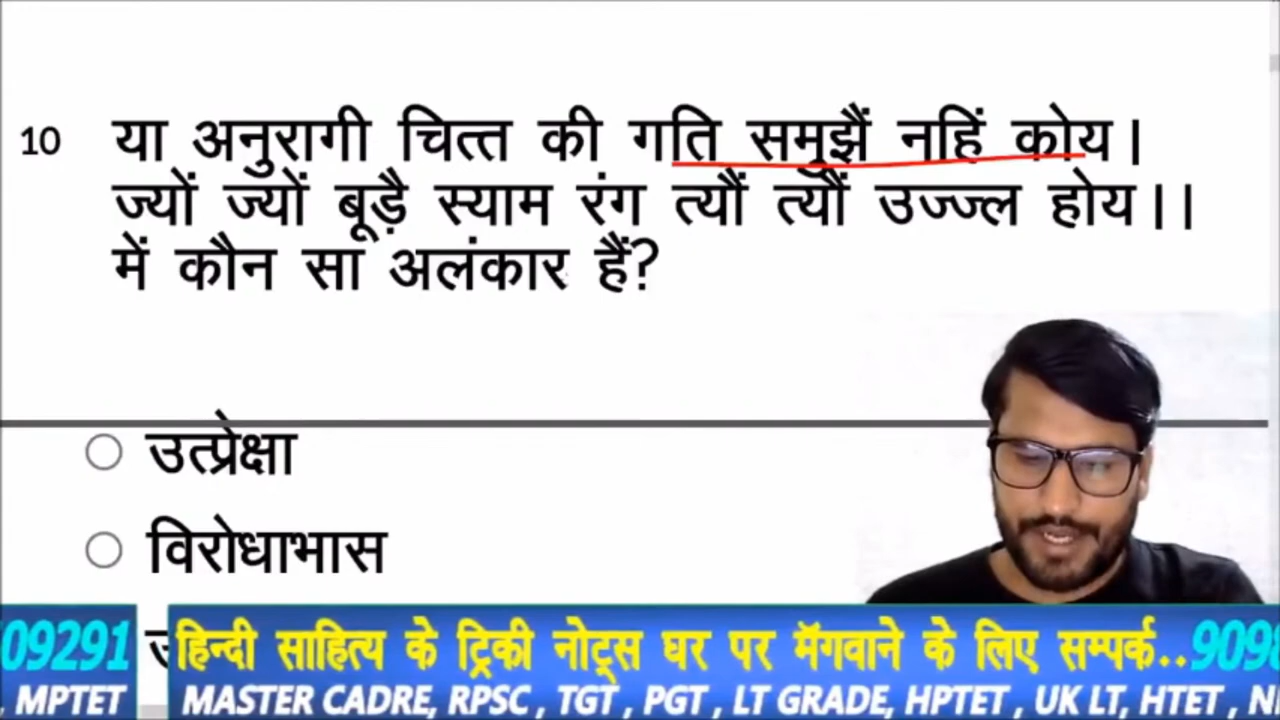 10 या अनुरागी चित्त की गति समुझैं नहिं कोय।
ज्यों ज्यों बूड़ै स्याम रंग त्यौं त्यौं उज्ज्ल होय।।
में कौन सा अलंकार हैं?
उत्प्रेक्षा
विरोधाभास
09291 हिन्दी साहित्य के ट्रिकी नोट्स घर पर मॅगवाने के लिए सम्पर्क..909
, MPTET MASTER CADRE, RPSC , TGT , PGT , LT GRADE, HPTET , UK LT, HTET ,